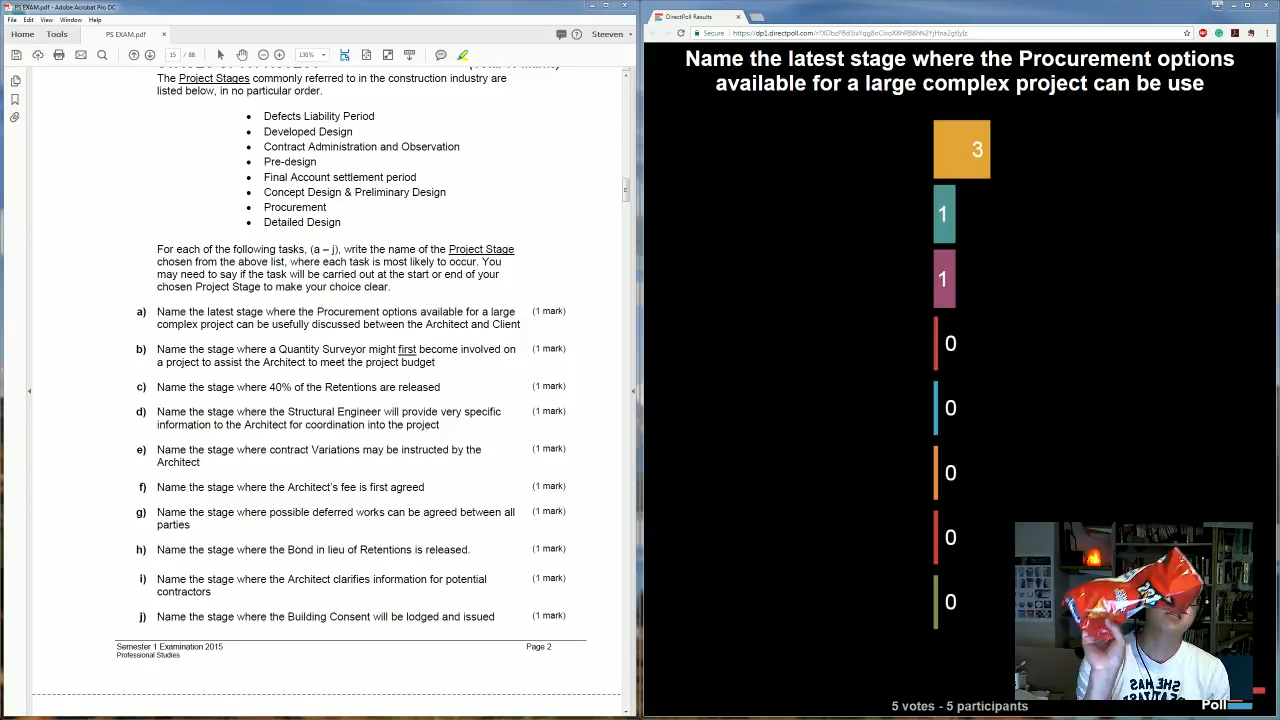 PS EXAM.pdf - Adobe Acrobat Pro DC
File Edit View Window Help
Home Tools PS EXAM.pdf × Steeven
15 / 88 130%
The Project Stages commonly referred to in the construction industry are
listed below, in no particular order.
• Defects Liability Period
• Developed Design
• Contract Administration and Observation
• Pre-design
• Final Account settlement period
• Concept Design & Preliminary Design
• Procurement
• Detailed Design
For each of the following tasks, (a – j), write the name of the Project Stage
chosen from the above list, where each task is most likely to occur. You
may need to say if the task will be carried out at the start or end of your
chosen Project Stage to make your choice clear.
a) Name the latest stage where the Procurement options available for a large (1 mark)
complex project can be usefully discussed between the Architect and Client
b) Name the stage where a Quantity Surveyor might first become involved on (1 mark)
a project to assist the Architect to meet the project budget
c) Name the stage where 40% of the Retentions are released (1 mark)
d) Name the stage where the Structural Engineer will provide very specific (1 mark)
information to the Architect for coordination into the project
e) Name the stage where contract Variations may be instructed by the (1 mark)
Architect
f) Name the stage where the Architect's fee is first agreed (1 mark)
g) Name the stage where possible deferred works can be agreed between all (1 mark)
parties
h) Name the stage where the Bond in lieu of Retentions is released. (1 mark)
i) Name the stage where the Architect clarifies information for potential (1 mark)
contractors
j) Name the stage where the Building Consent will be lodged and issued (1 mark)
Semester 1 Examination 2015 Page 2
Professional Studies
DirectPoll Results ×
Secure
Name the latest stage where the Procurement options
available for a large complex project can be use
3
1
1
0
0
0
0
0
5 votes - 5 participants
Poll